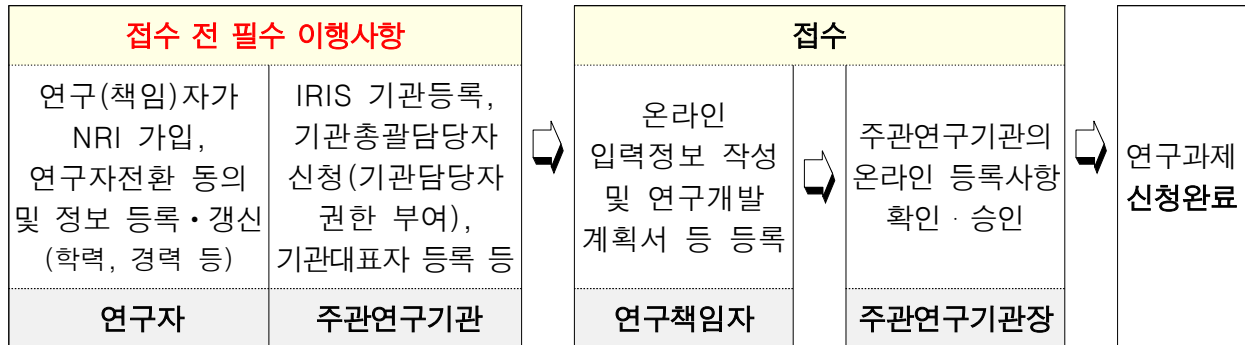 접수 전 필수 이행사항
연구(책임)자가
NRI 가입,
연구자전환 동의
및 정보 등록・갱신
(학력, 경력 등)
연구자
IRIS 기관등록,
기관총괄담당자
신청(기관담당자
권한 부여),
기관대표자 등록 등
주관연구기관
접수
온라인
입력정보 작성
및 연구개발
계획서 등 등록
연구책임자
주관연구기관의
온라인 등록사항
확인ㆍ승인
주관연구기관장
연구과제
신청완료